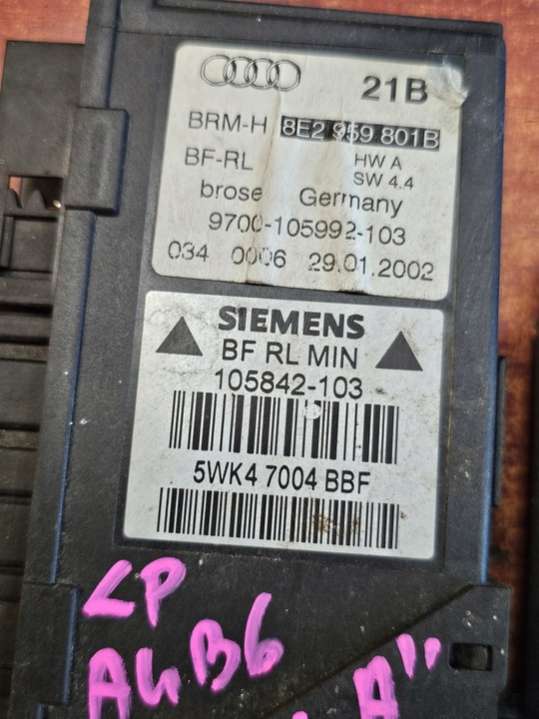 21B
BRM-H 8E2 959 801B
BF-RL HW A
SW 4.4
brose Germany
9700-105992-103
034 0006 29.01.2002
SIEMENS
BF RL MIN
105842-103
5WK4 7004 BBF
A4B6
A"